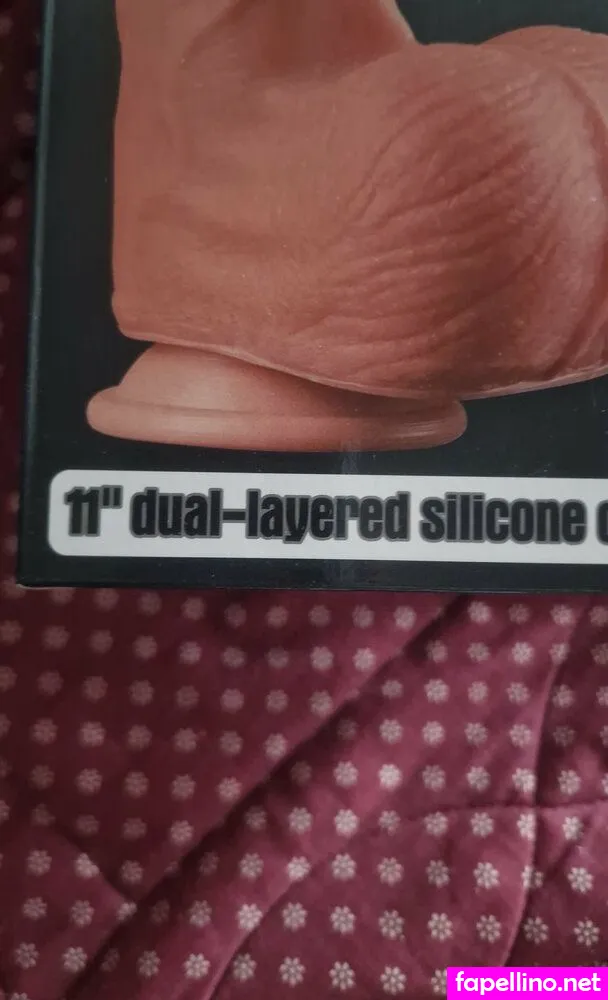 11" dual-layered silicone
fapellino.net